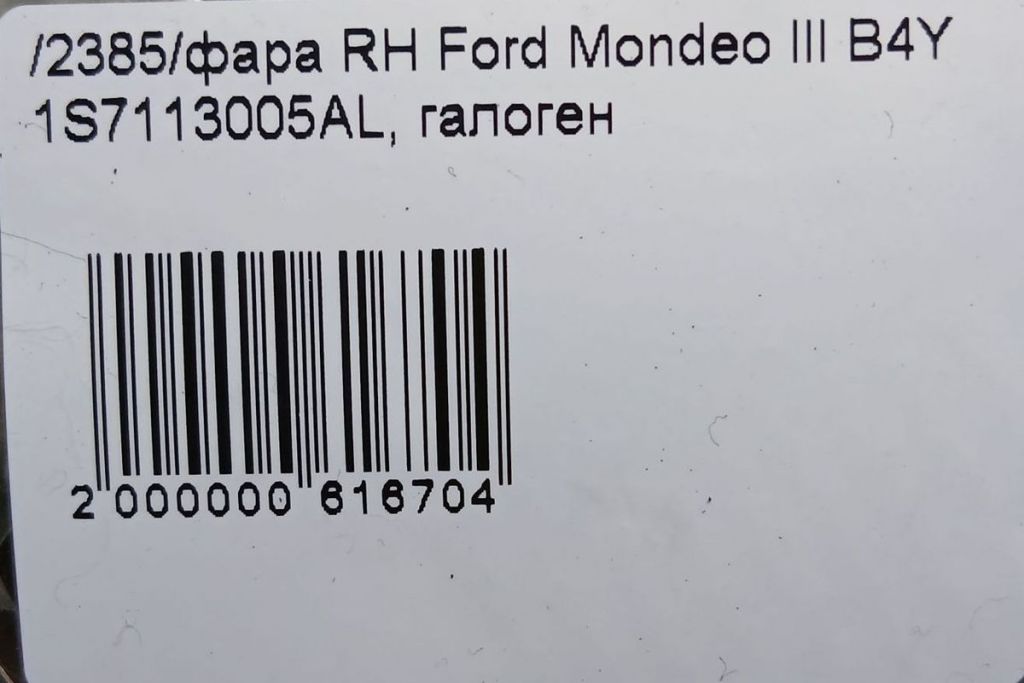 /2385/фара RH Ford Mondeo III B4Y
1S7113005AL, галоген
2 000000 616704